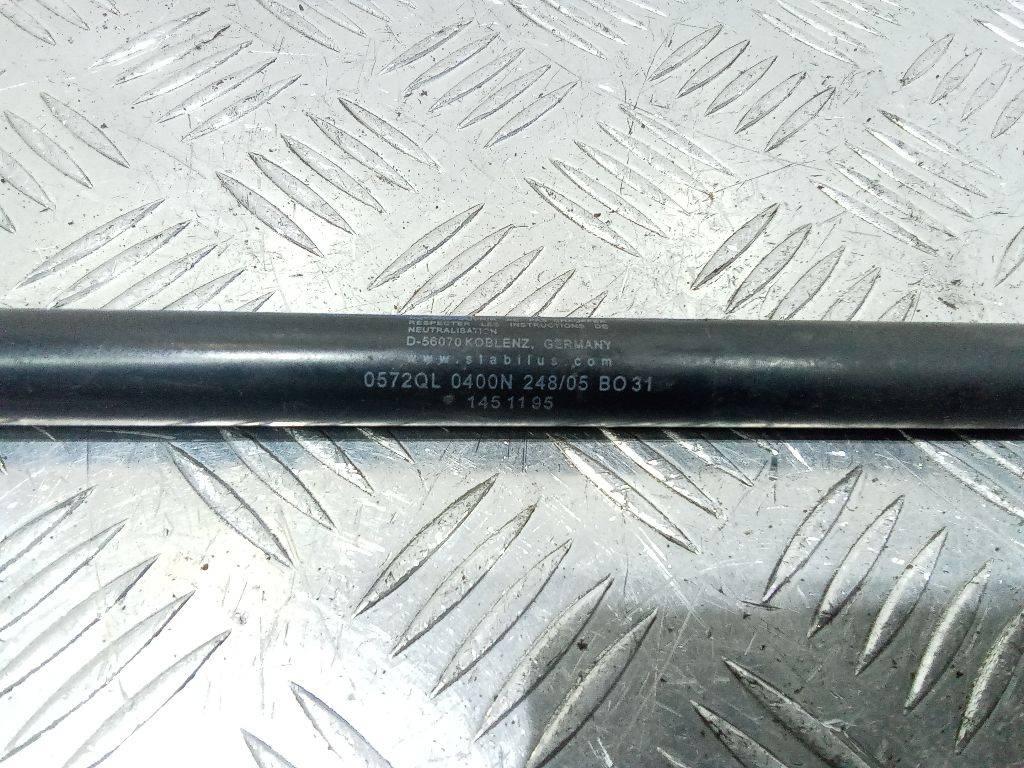 RESPECTER LES INSTRUCTIONS DE
NEUTRALISATION
D-56070 KOBLENZ, GERMANY
www.stabilus.com
0572QL 0400N 248/05 BO31
1451195